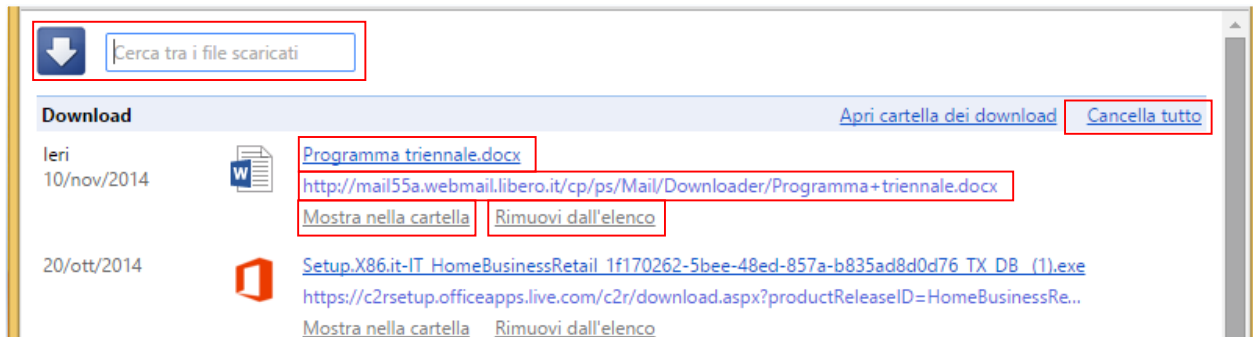 Cerca tra i file scaricati
Download Apri cartella dei download Cancella tutto
Ieri Programma triennale.docx
10/nov/2014 http://mail55a.webmail.libero.it/cp/ps/Mail/Downloader/Programma+triennale.docx
Mostra nella cartella Rimuovi dall'elenco
20/ott/2014 Setup.X86.it-IT_HomeBusinessRetail_1f170262-5bee-48ed-857a-b835ad8d0d76_TX_DB_ (1).exe
https://c2rsetup.officeapps.live.com/c2r/download.aspx?productReleaseID=HomeBusinessRe...
Mostra nella cartella Rimuovi dall'elenco